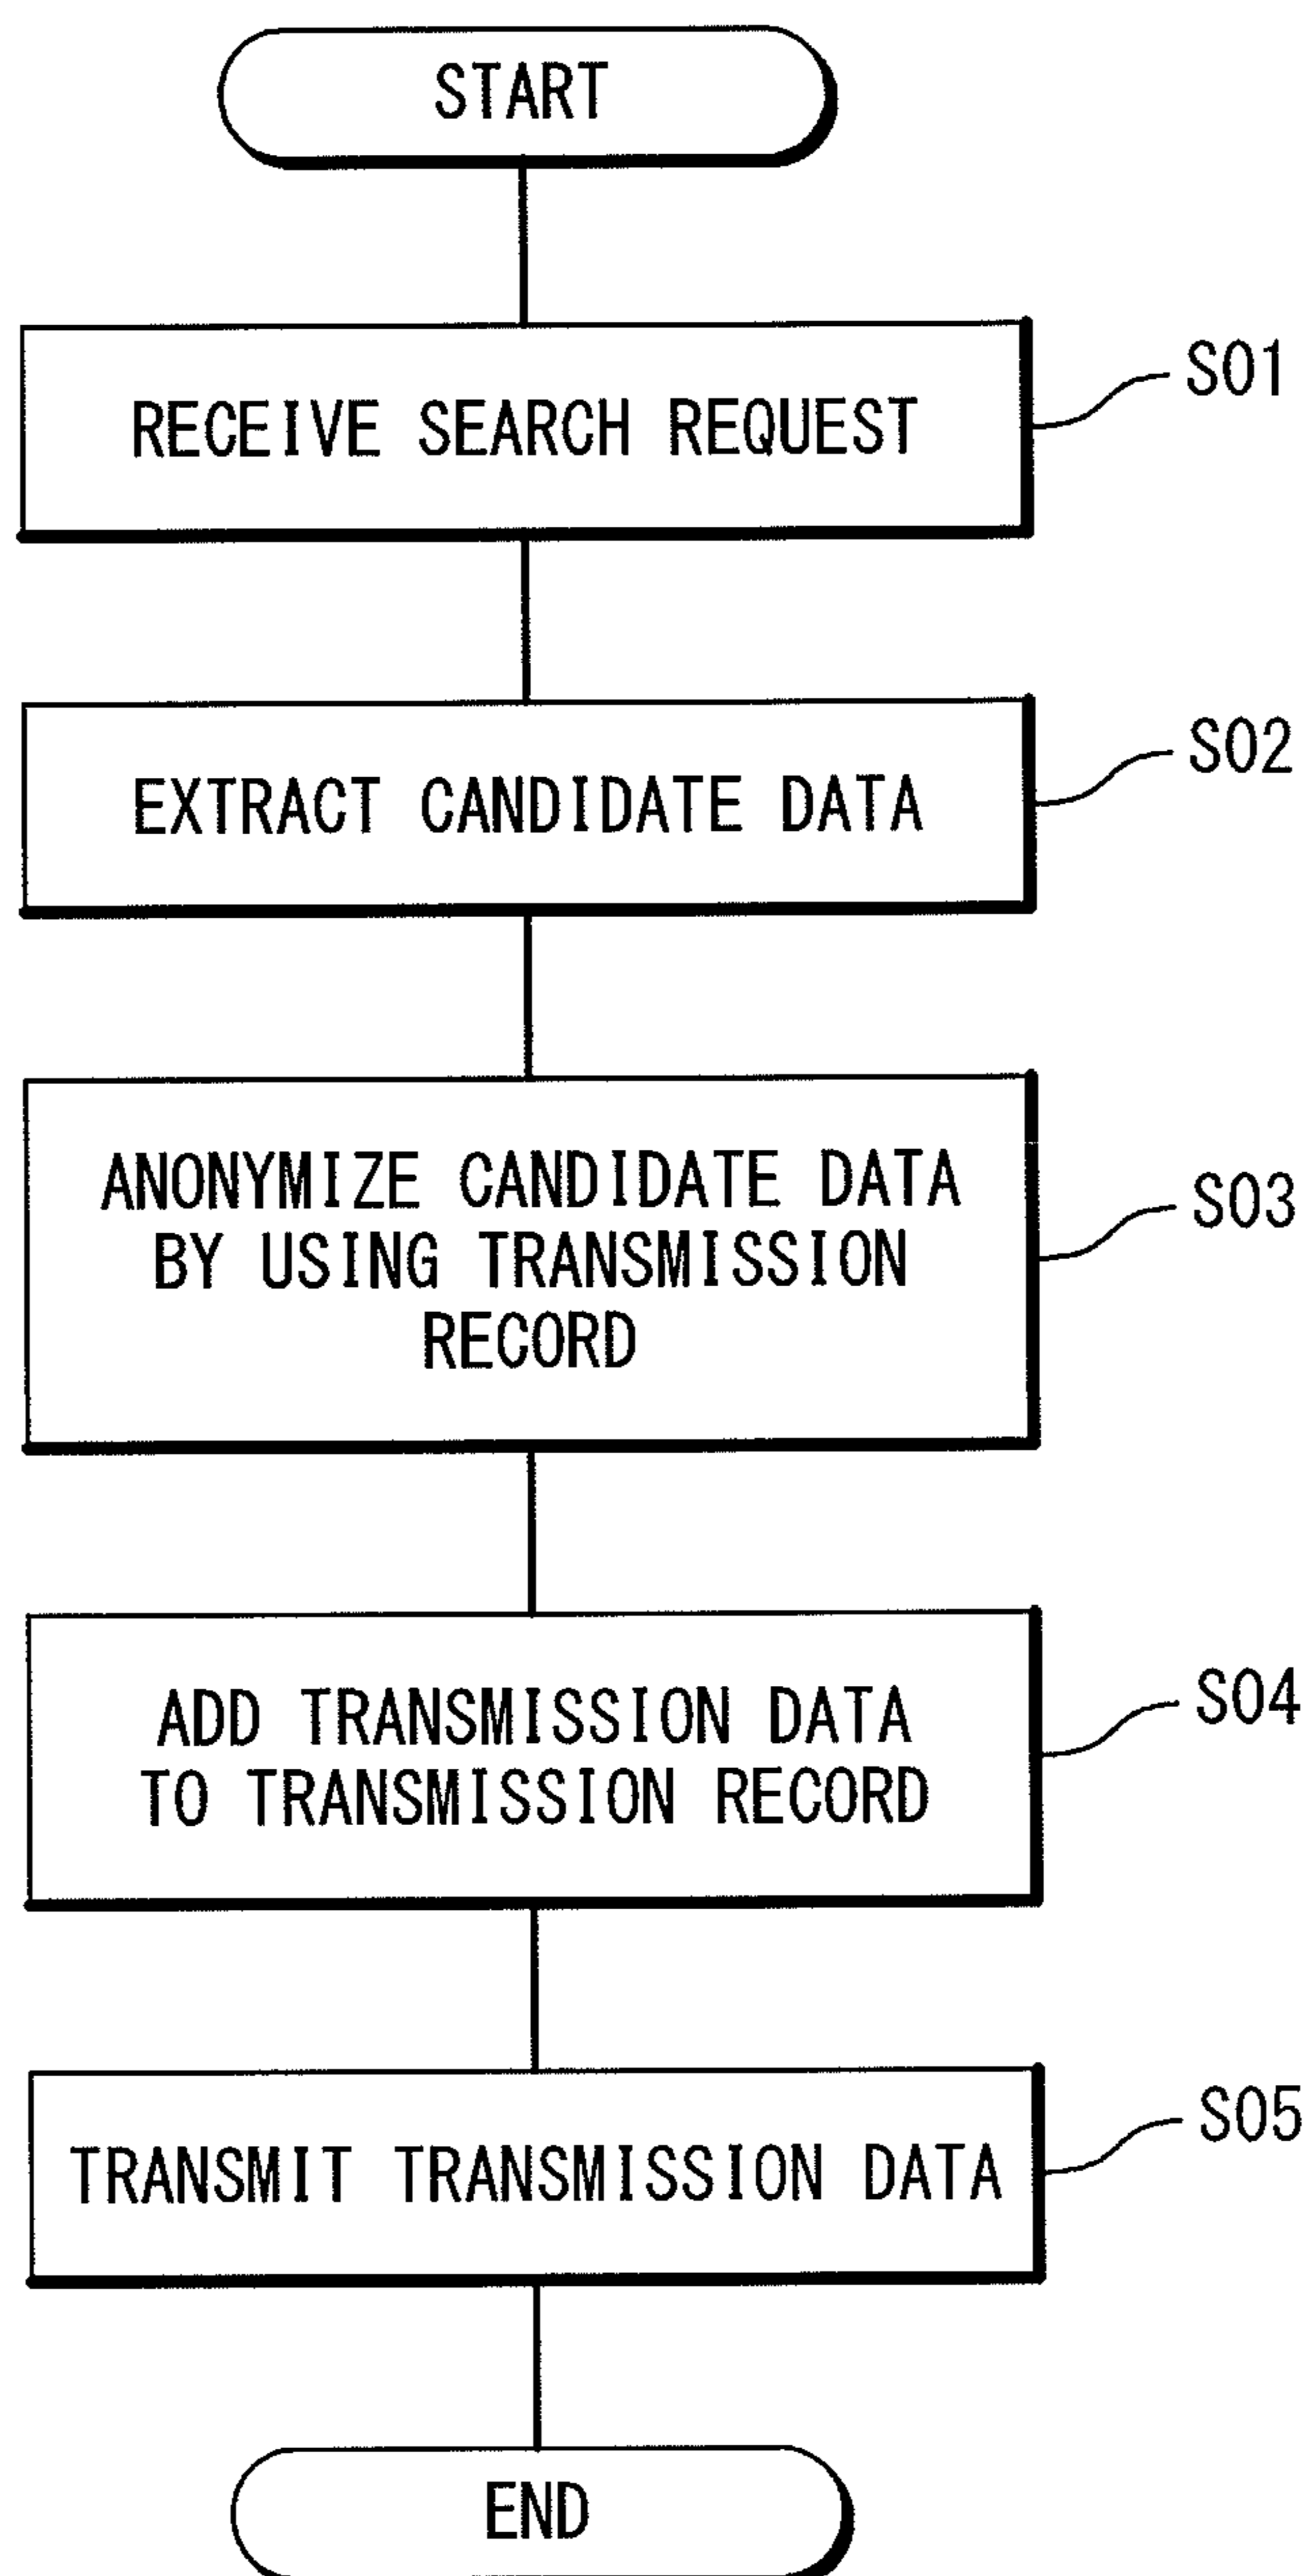 START
RECEIVE SEARCH REQUEST
S01
EXTRACT CANDIDATE DATA
S02
ANONYMIZE CANDIDATE DATA
BY USING TRANSMISSION
RECORD
S03
ADD TRANSMISSION DATA
TO TRANSMISSION RECORD
S04
TRANSMIT TRANSMISSION DATA
S05
END